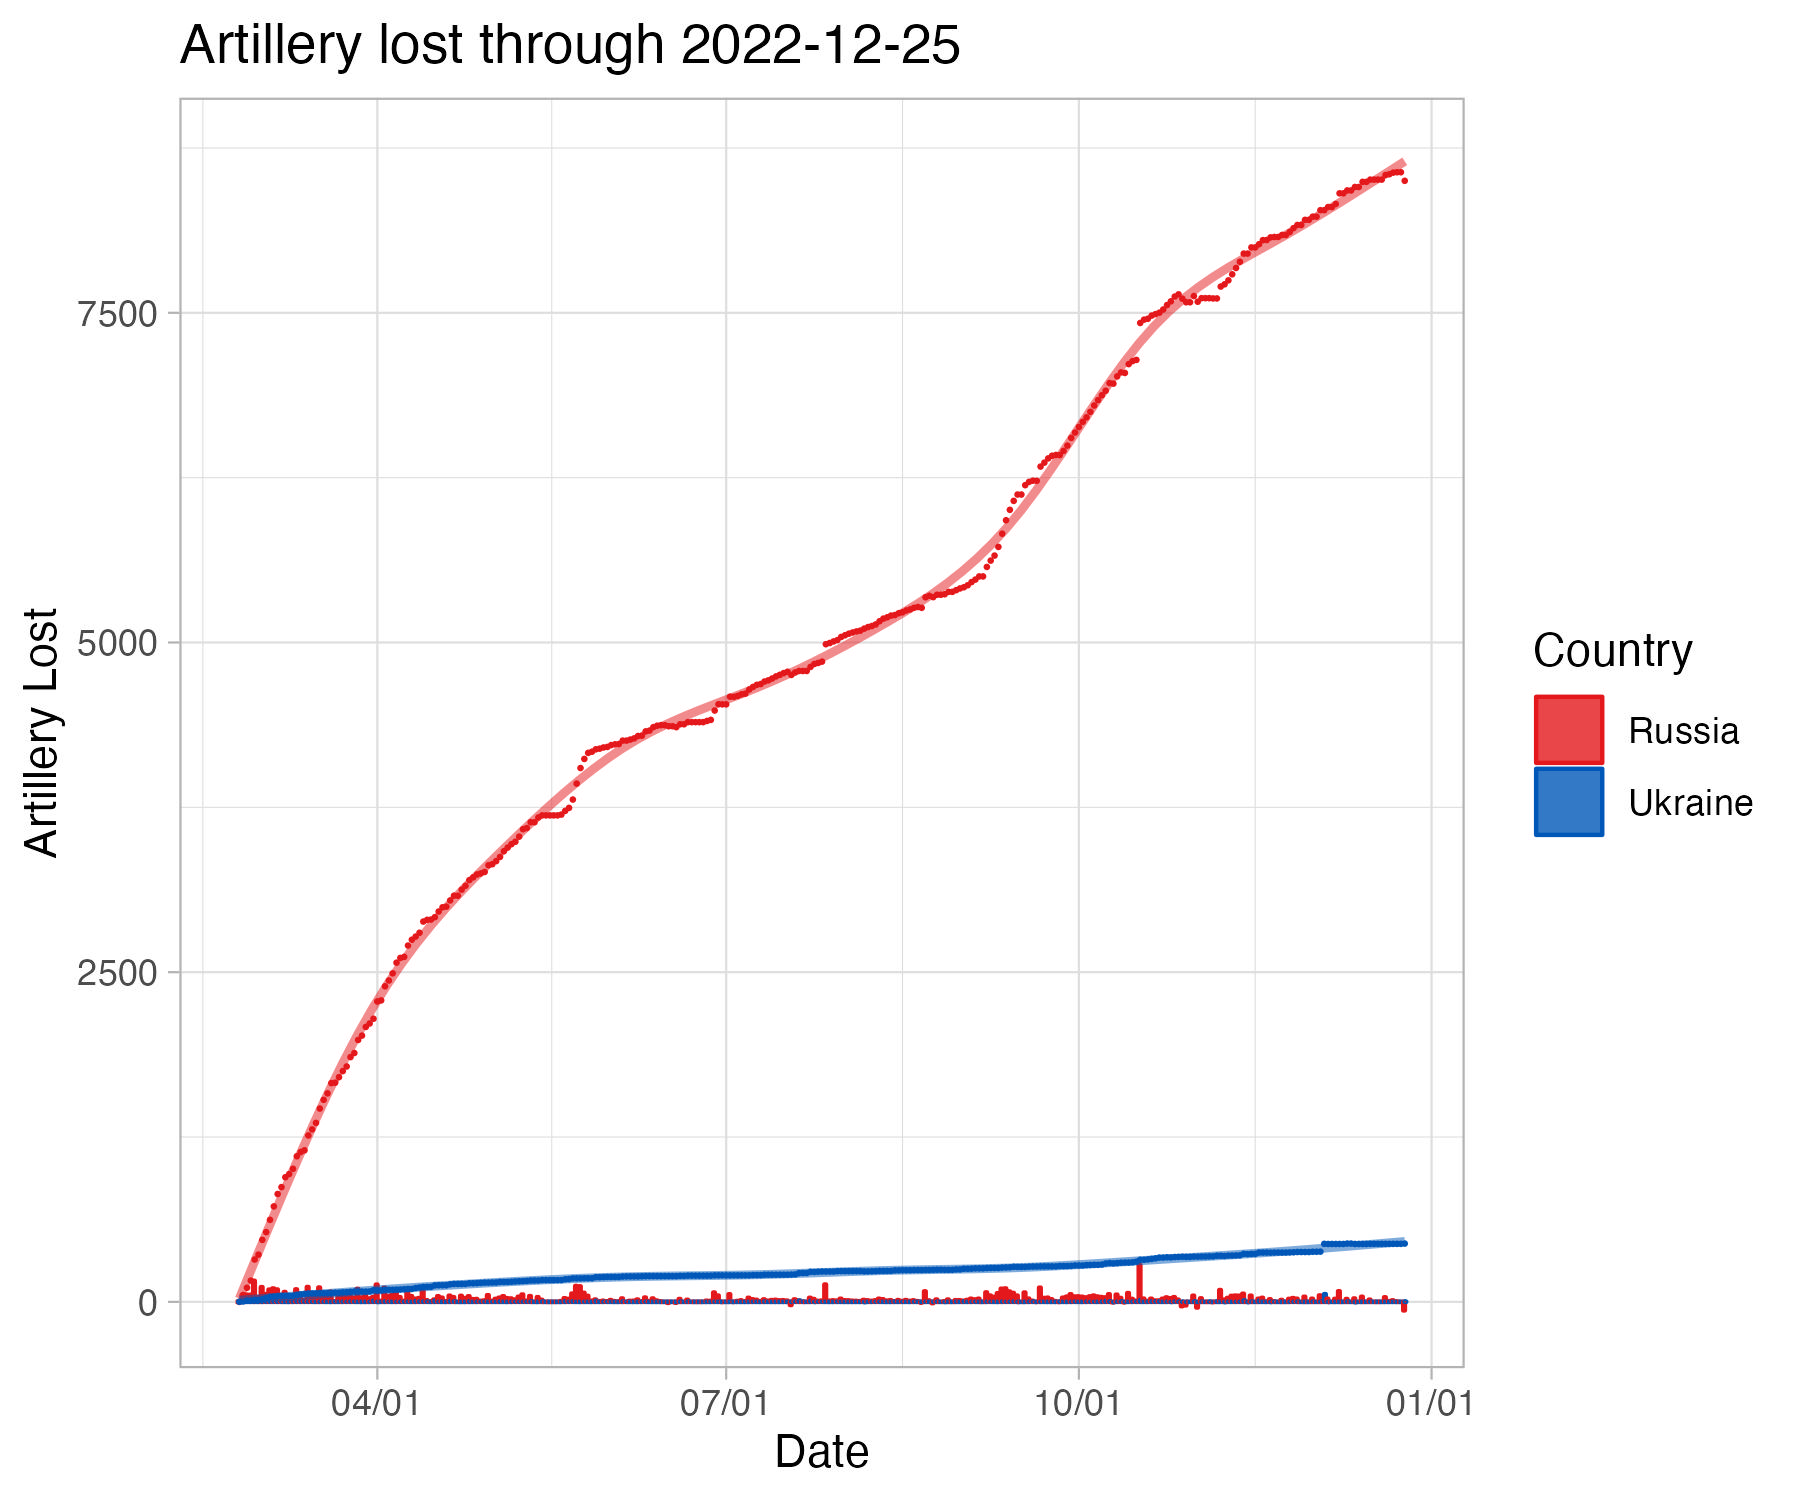 Artillery lost through 2022-12-25
Artillery Lost
7500
5000
2500
0
04/01
07/01
10/01
01/01
Date
Country
Russia
Ukraine